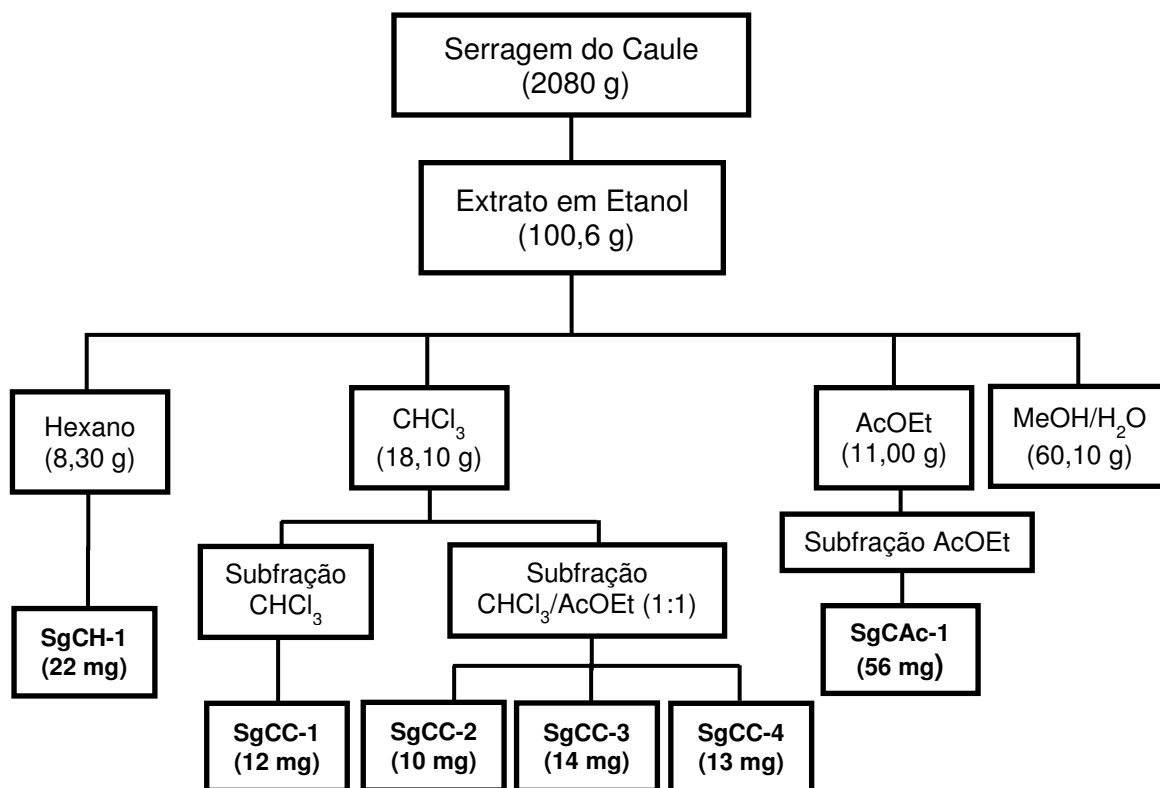 Serragem do Caule
(2080 g)
Extrato em Etanol
(100,6 g)
Hexano
(8,30 g)
CHCl₃
(18,10 g)
AcOEt
(11,00 g)
MeOH/H₂O
(60,10 g)
Subfração
CHCl₃
Subfração
CHCl₃/AcOEt (1:1)
Subfração AcOEt
SgCH-1
(22 mg)
SgCC-1
(12 mg)
SgCC-2
(10 mg)
SgCC-3
(14 mg)
SgCC-4
(13 mg)
SgCAc-1
(56 mg)